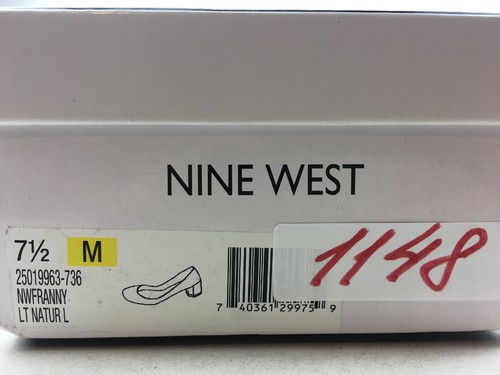 NINE WEST
7½ M
25019963-736
NWFRANNY
LT NATUR L
7 40361 29975 9
1148